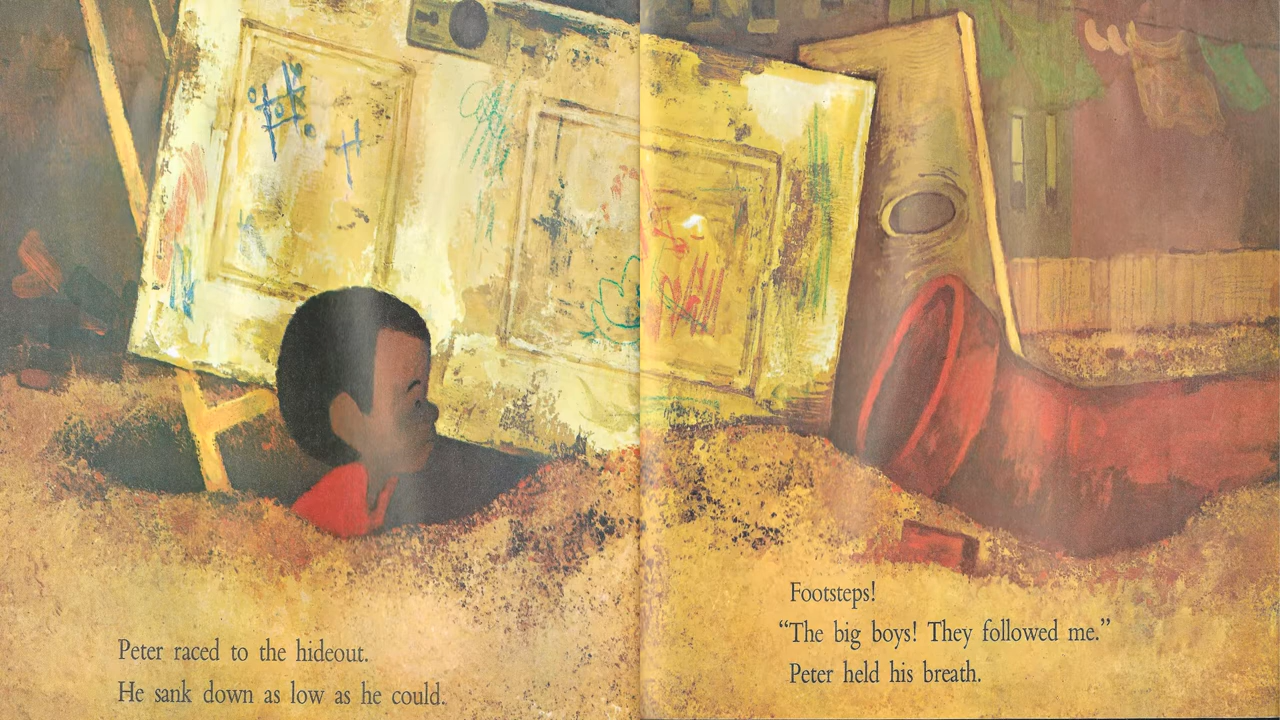 Peter raced to the hideout.
He sank down as low as he could.
Footsteps!
“The big boys! They followed me.”
Peter held his breath.